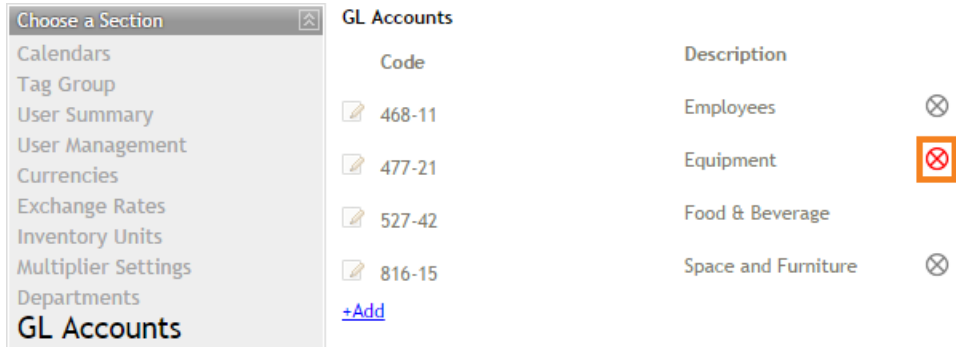 Choose a Section
Calendars
Tag Group
User Summary
User Management
Currencies
Exchange Rates
Inventory Units
Multiplier Settings
Departments
GL Accounts
GL Accounts
Code Description
468-11 Employees
477-21 Equipment
527-42 Food & Beverage
816-15 Space and Furniture
+Add